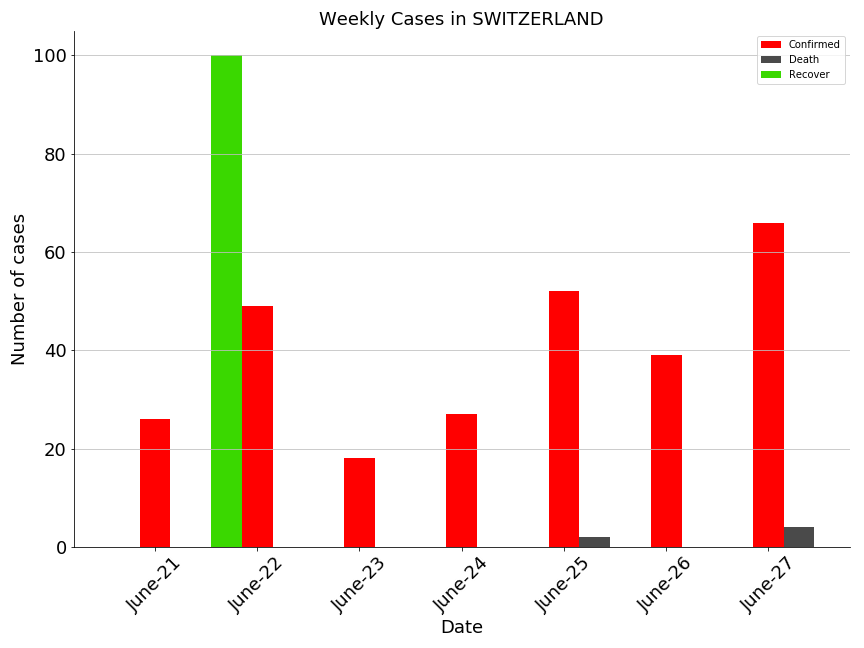 Weekly Cases in SWITZERLAND
Confirmed
Death
Recover
Number of cases
100
80
60
40
20
0
June-21
June-22
June-23
June-24
June-25
June-26
June-27
Date